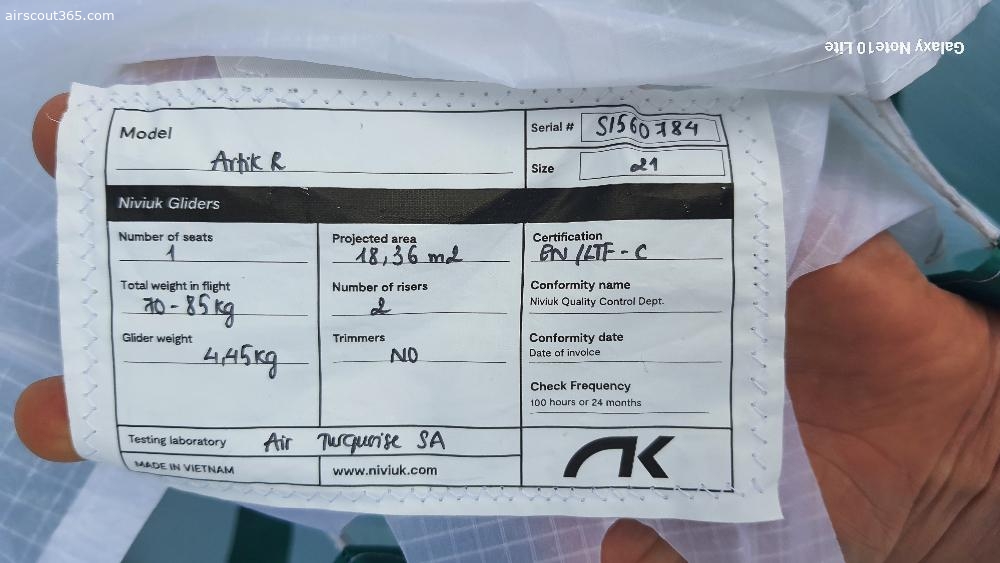 airscout365.com
Galaxy Note10 Lite
Model
Artik R
Serial # S1560784
Size 21
Niviuk Gliders
Number of seats
1
Total weight in flight
70-85kg
Glider weight
4,45kg
Projected area
18,36 m2
Number of risers
2
Trimmers
NO
Certification
EN/LTF-C
Conformity name
Niviuk Quality Control Dept.
Conformity date
Date of invoice
Check Frequency
100 hours or 24 months
Testing laboratory Air Turquoise SA
MADE IN VIETNAM
www.niviuk.com